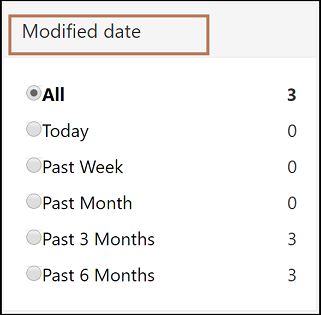 Modified date
All 3
Today 0
Past Week 0
Past Month 0
Past 3 Months 3
Past 6 Months 3